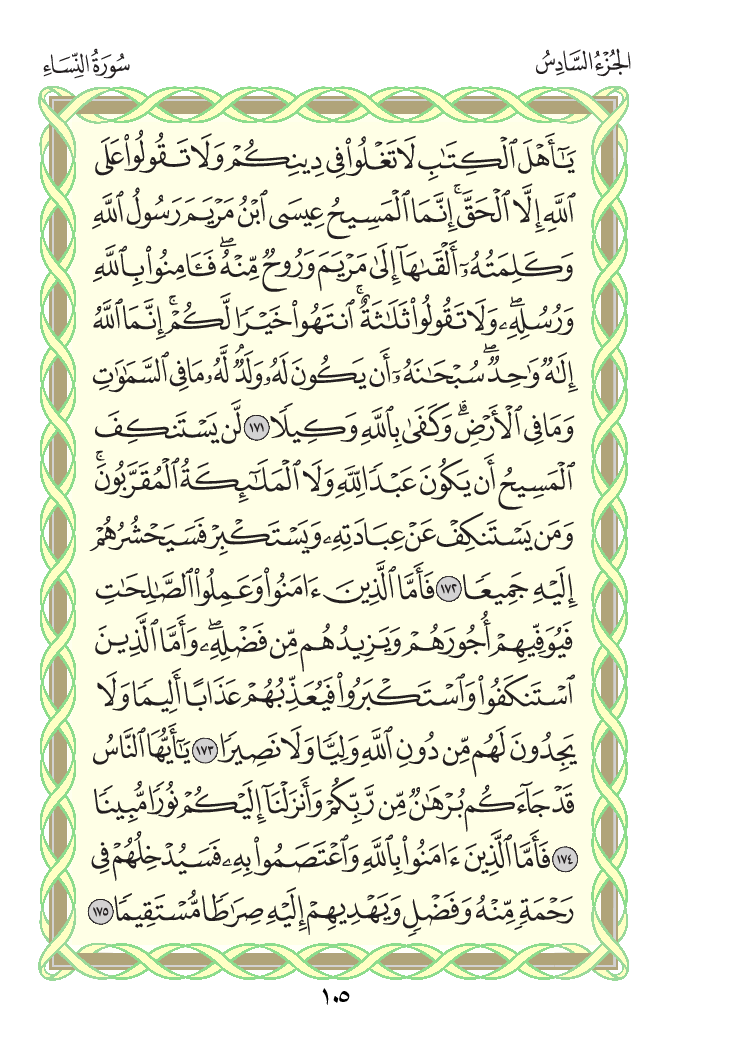 الجُزْءُ السَّادِسُ
سُورَةُ النِّسَاءِ
يَـٰٓأَهْلَ ٱلْكِتَـٰبِ لَا تَغْلُوا۟ فِى دِينِكُمْ وَلَا تَقُولُوا۟ عَلَى
ٱللَّهِ إِلَّا ٱلْحَقَّ ۚ إِنَّمَا ٱلْمَسِيحُ عِيسَى ٱبْنُ مَرْيَمَ رَسُولُ ٱللَّهِ
وَكَلِمَتُهُۥٓ أَلْقَىٰهَآ إِلَىٰ مَرْيَمَ وَرُوحٌ مِّنْهُ ۖ فَـَٔامِنُوا۟ بِٱللَّهِ
وَرُسُلِهِۦ ۖ وَلَا تَقُولُوا۟ ثَلَـٰثَةٌ ۚ ٱنتَهُوا۟ خَيْرًا لَّكُمْ ۚ إِنَّمَا ٱللَّهُ
إِلَـٰهٌ وَٰحِدٌ ۖ سُبْحَـٰنَهُۥٓ أَن يَكُونَ لَهُۥ وَلَدٌ ۘ لَّهُۥ مَا فِى ٱلسَّمَـٰوَٰتِ
وَمَا فِى ٱلْأَرْضِ ۗ وَكَفَىٰ بِٱللَّهِ وَكِيلًا ١٧١ لَّن يَسْتَنكِفَ
ٱلْمَسِيحُ أَن يَكُونَ عَبْدًا لِّلَّهِ وَلَا ٱلْمَلَـٰٓئِكَةُ ٱلْمُقَرَّبُونَ ۚ
وَمَن يَسْتَنكِفْ عَنْ عِبَادَتِهِۦ وَيَسْتَكْبِرْ فَسَيَحْشُرُهُمْ
إِلَيْهِ جَمِيعًا ١٧٢ فَأَمَّا ٱلَّذِينَ ءَامَنُوا۟ وَعَمِلُوا۟ ٱلصَّـٰلِحَـٰتِ
فَيُوَفِّيهِمْ أُجُورَهُمْ وَيَزِيدُهُم مِّن فَضْلِهِۦ ۖ وَأَمَّا ٱلَّذِينَ
ٱسْتَنكَفُوا۟ وَٱسْتَكْبَرُوا۟ فَيُعَذِّبُهُمْ عَذَابًا أَلِيمًا وَلَا
يَجِدُونَ لَهُم مِّن دُونِ ٱللَّهِ وَلِيًّا وَلَا نَصِيرًا ١٧٣ يَـٰٓأَيُّهَا ٱلنَّاسُ
قَدْ جَآءَكُم بُرْهَـٰنٌ مِّن رَّبِّكُمْ وَأَنزَلْنَآ إِلَيْكُمْ نُورًا مُّبِينًا
١٧٤ فَأَمَّا ٱلَّذِينَ ءَامَنُوا۟ بِٱللَّهِ وَٱعْتَصَمُوا۟ بِهِۦ فَسَيُدْخِلُهُمْ فِى
رَحْمَةٍ مِّنْهُ وَفَضْلٍ وَيَهْدِيهِمْ إِلَيْهِ صِرَٰطًا مُّسْتَقِيمًا ١٧٥
١٠٥